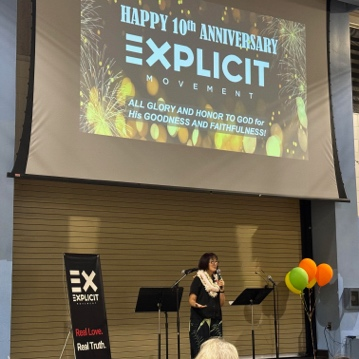 HAPPY 10th ANNIVERSARY
EXPLICIT
MOVEMENT
ALL GLORY AND HONOR TO GOD for
His GOODNESS AND FAITHFULNESS!
EX
EXPLICIT
MOVEMENT
Real Love.
Real Truth.